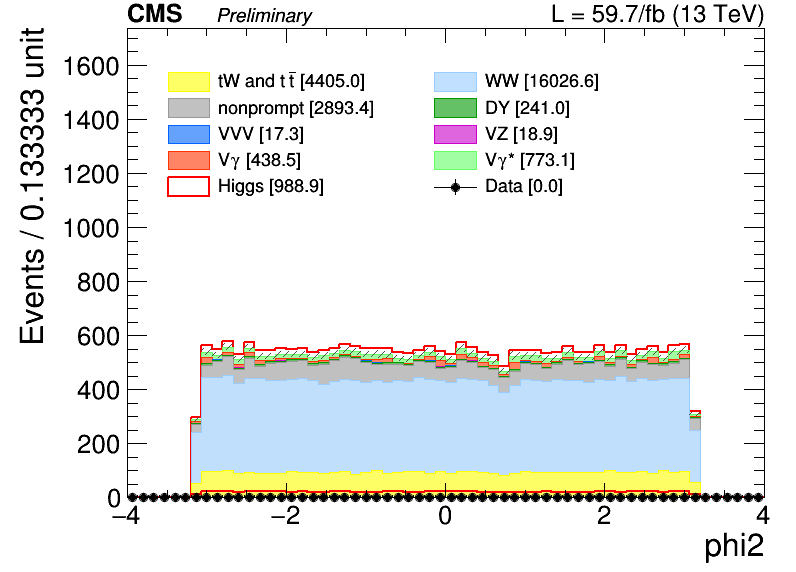 CMS Preliminary L = 59.7/fb (13 TeV)
Events / 0.133333 unit
1600
1400
1200
1000
800
600
400
200
0
tW and t t̅ [4405.0] WW [16026.6]
nonprompt [2893.4] DY [241.0]
VVV [17.3] VZ [18.9]
Vγ [438.5] Vγ* [773.1]
Higgs [988.9] Data [0.0]
−4 −2 0 2 4
phi2